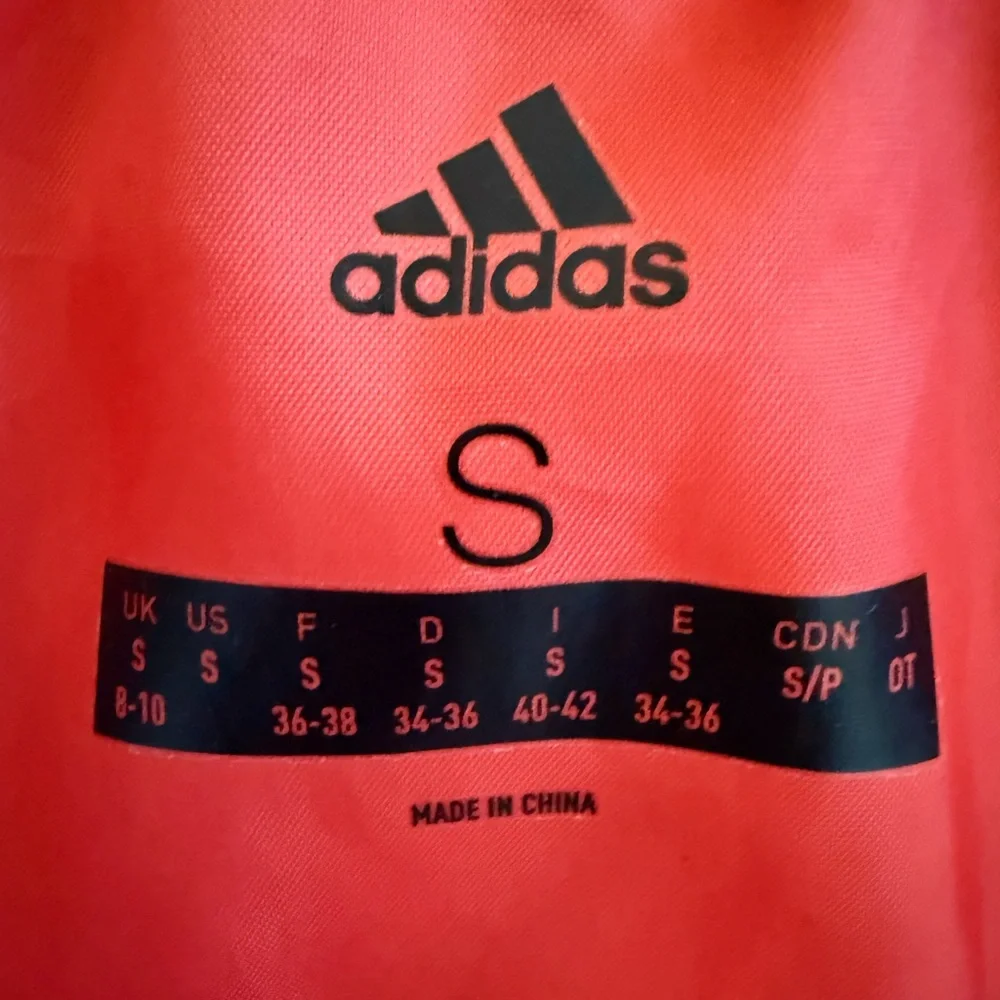 adidas
S
UK US F D I E CDN J
S S S S S S S/P OT
8-10 36-38 34-36 40-42 34-36
MADE IN CHINA